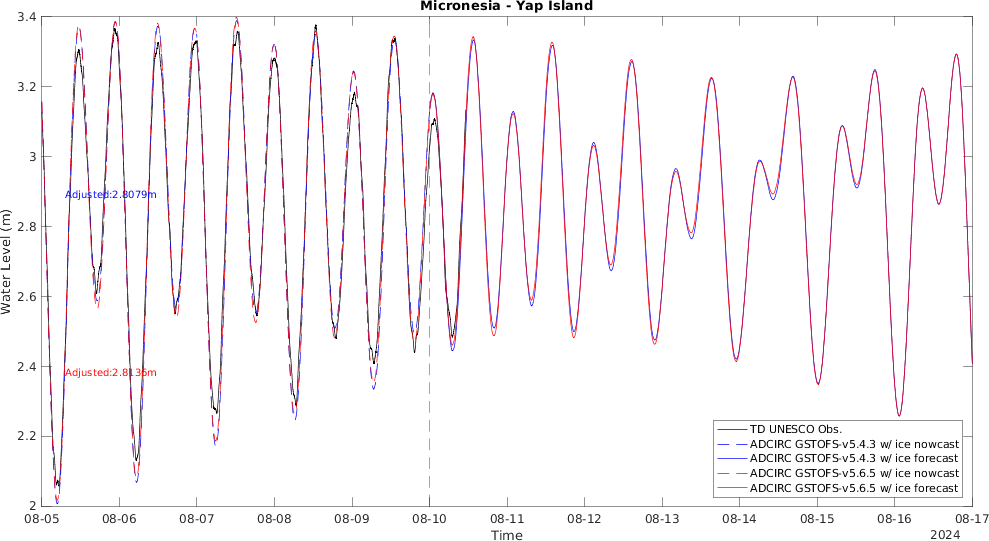 Micronesia - Yap Island
3.4
3.2
3
2.8
2.6
2.4
2.2
2
Water Level (m)
Adjusted:2.8079m
Adjusted:2.8136m
TD UNESCO Obs.
ADCIRC GSTOFS-v5.4.3 w/ ice nowcast
ADCIRC GSTOFS-v5.4.3 w/ ice forecast
ADCIRC GSTOFS-v5.6.5 w/ ice nowcast
ADCIRC GSTOFS-v5.6.5 w/ ice forecast
08-05 08-06 08-07 08-08 08-09 08-10 08-11 08-12 08-13 08-14 08-15 08-16 08-17
Time
2024